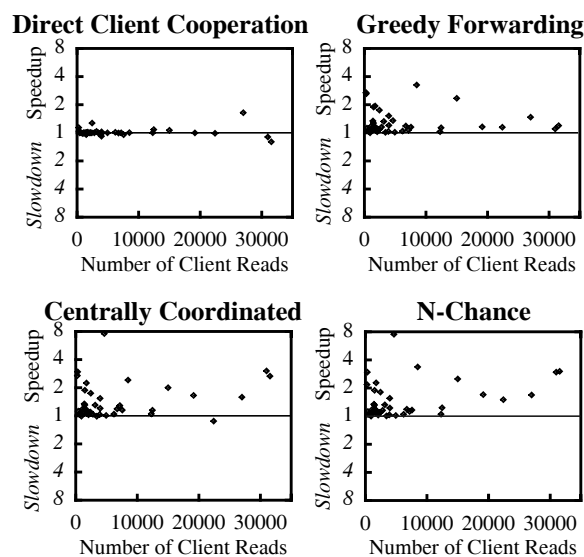 Direct Client Cooperation
Speedup
Slowdown
8
4
2
1
2
4
8
0 10000 20000 30000
Number of Client Reads
Greedy Forwarding
Speedup
Slowdown
8
4
2
1
2
4
8
0 10000 20000 30000
Number of Client Reads
Centrally Coordinated
Speedup
Slowdown
8
4
2
1
2
4
8
0 10000 20000 30000
Number of Client Reads
N-Chance
Speedup
Slowdown
8
4
2
1
2
4
8
0 10000 20000 30000
Number of Client Reads